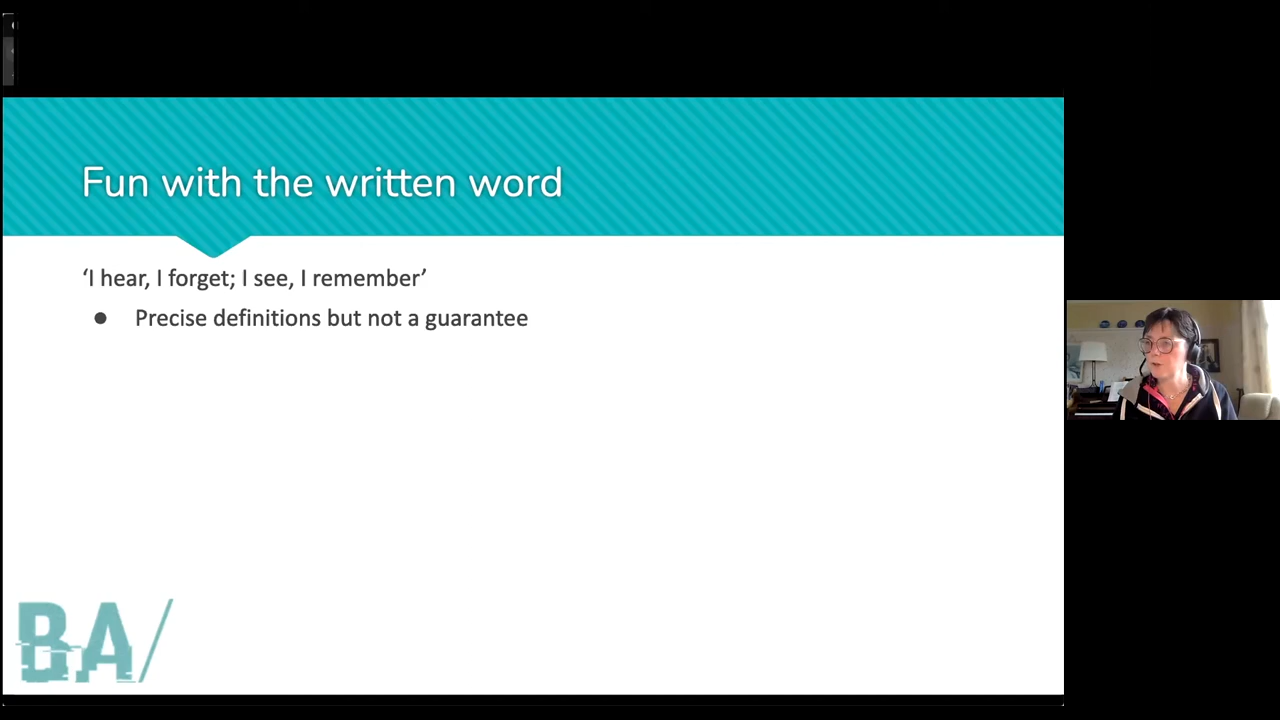 Fun with the written word
‘I hear, I forget; I see, I remember’
● Precise definitions but not a guarantee
BA/